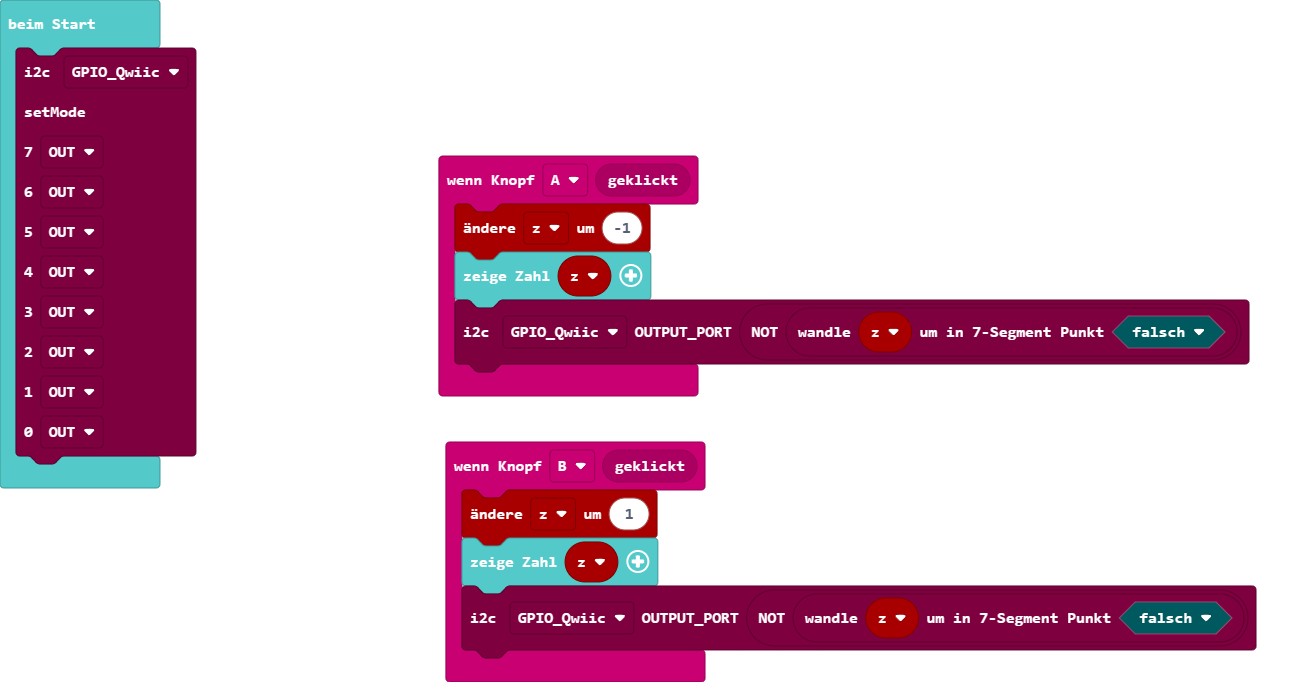 beim Start
i2c GPIO_Qwiic
setMode
7 OUT
6 OUT
5 OUT
4 OUT
3 OUT
2 OUT
1 OUT
0 OUT
wenn Knopf A geklickt
ändere z um -1
zeige Zahl z
i2c GPIO_Qwiic OUTPUT_PORT NOT wandle z um in 7-Segment Punkt falsch
wenn Knopf B geklickt
ändere z um 1
zeige Zahl z
i2c GPIO_Qwiic OUTPUT_PORT NOT wandle z um in 7-Segment Punkt falsch